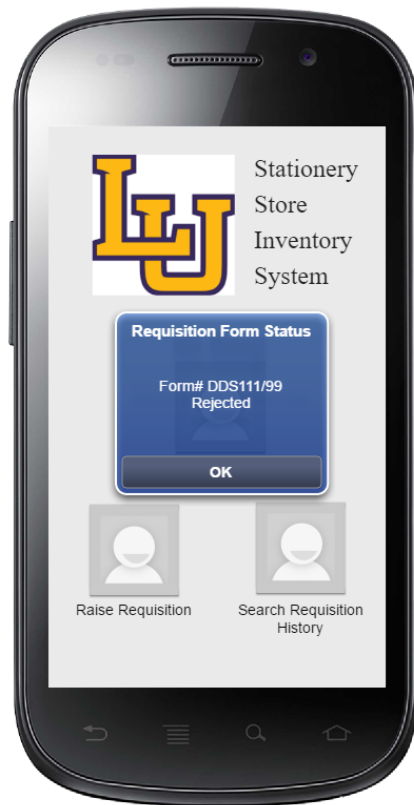 LU
Stationery
Store
Inventory
System
Requisition Form Status
Form# DDS111/99
Rejected
OK
Raise Requisition
Search Requisition
History